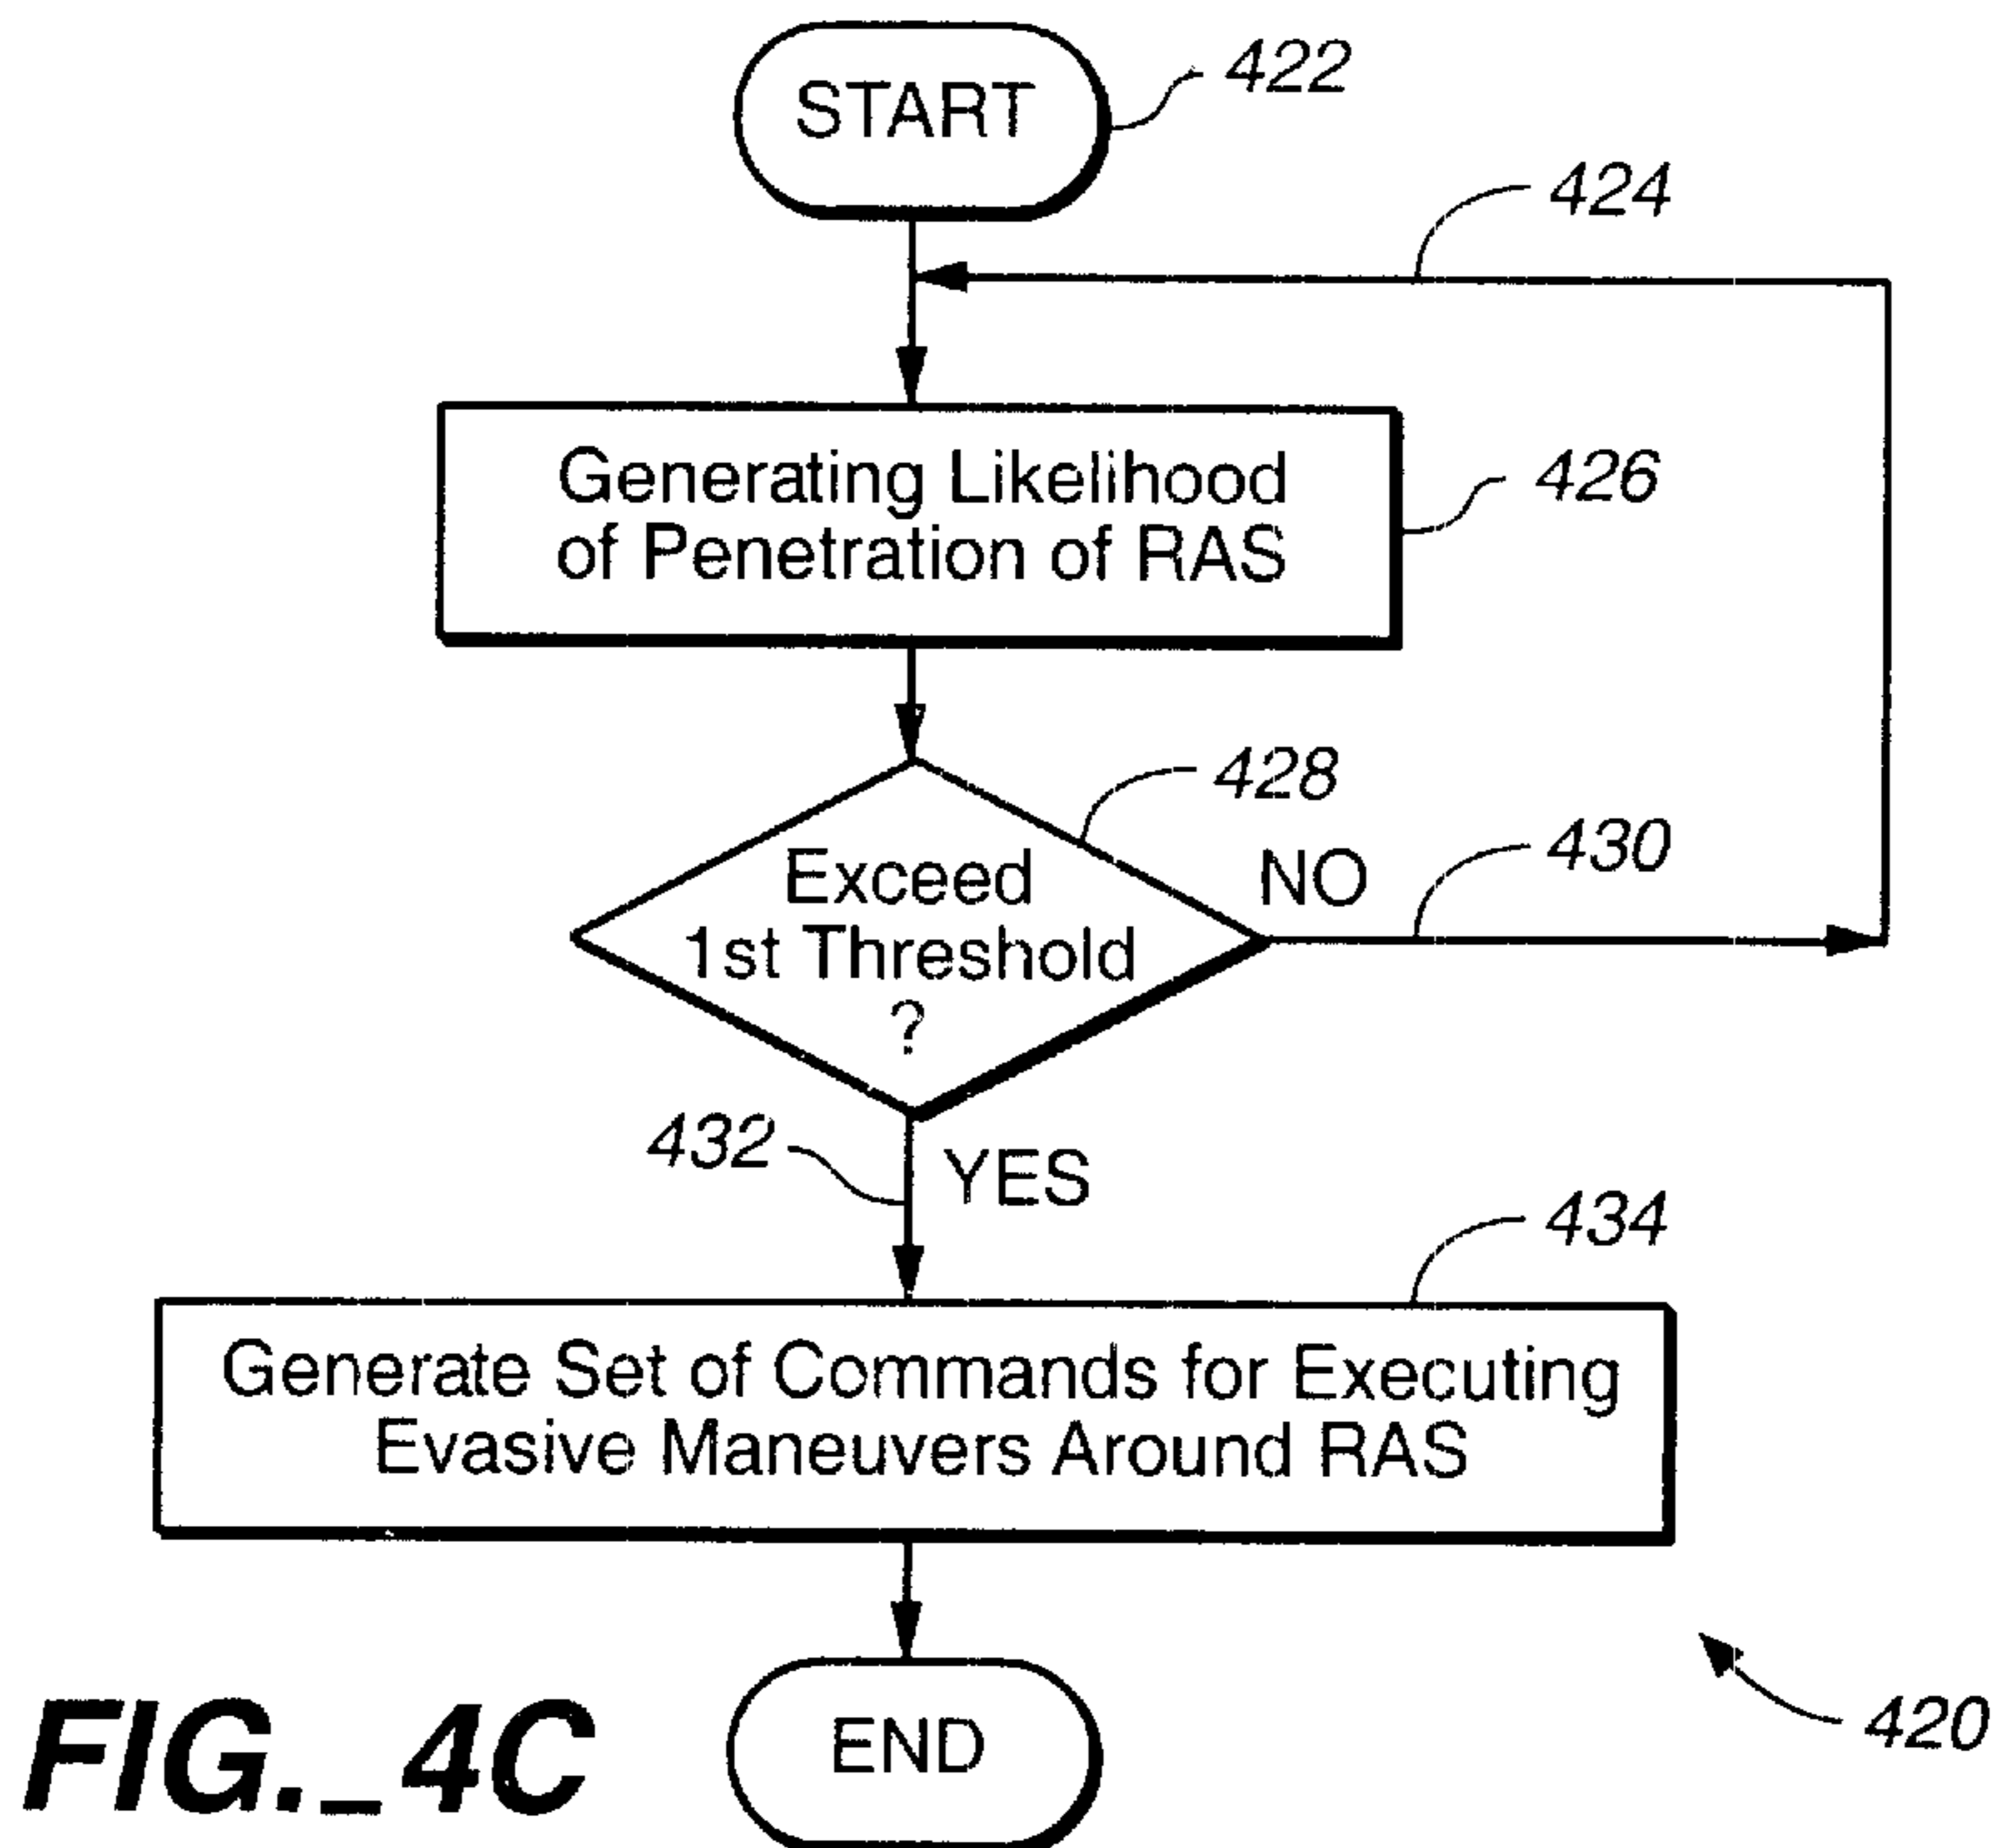 START
422
424
Generating Likelihood
of Penetration of RAS
426
428
Exceed
1st Threshold
?
NO
430
432
YES
434
Generate Set of Commands for Executing
Evasive Maneuvers Around RAS
END
420
FIG._4C